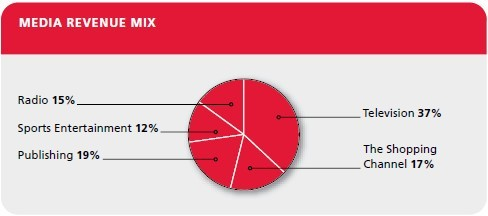 MEDIA REVENUE MIX
Radio 15%
Sports Entertainment 12%
Publishing 19%
Television 37%
The Shopping
Channel 17%